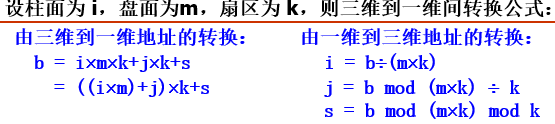 设柱面为 i，盘面为m，扇区为 k，则三维到一维间转换公式：
由三维到一维地址的转换：
b = i×m×k+j×k+s
= ((i×m)+j)×k+s
由一维到三维地址的转换：
i = b÷(m×k)
j = b mod (m×k) ÷ k
s = b mod (m×k) mod k